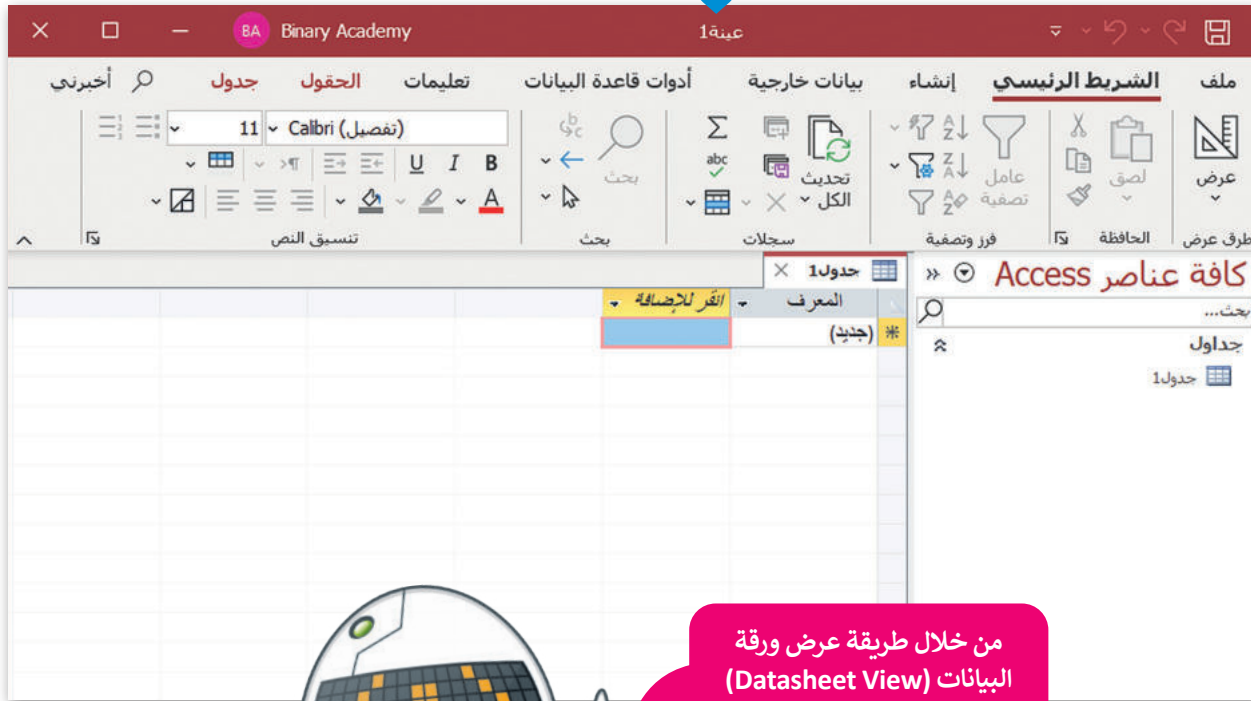 عينة1
Binary Academy
BA
ملف
الشريط الرئيسي
إنشاء
بيانات خارجية
أدوات قاعدة البيانات
تعليمات
الحقول
جدول
أخبرني
عرض
لصق
عامل
تصفية
تحديث
الكل
بحث
Calibri (تفصيل)
11
B I U
A
abc
طرق عرض
الحافظة
فرز وتصفية
سجلات
بحث
تنسيق النص
كافة عناصر Access
بحث...
جداول
جدول1
جدول1
المعرف
انقر للإضافة
(جديد)
من خلال طريقة عرض ورقة
البيانات (Datasheet View)